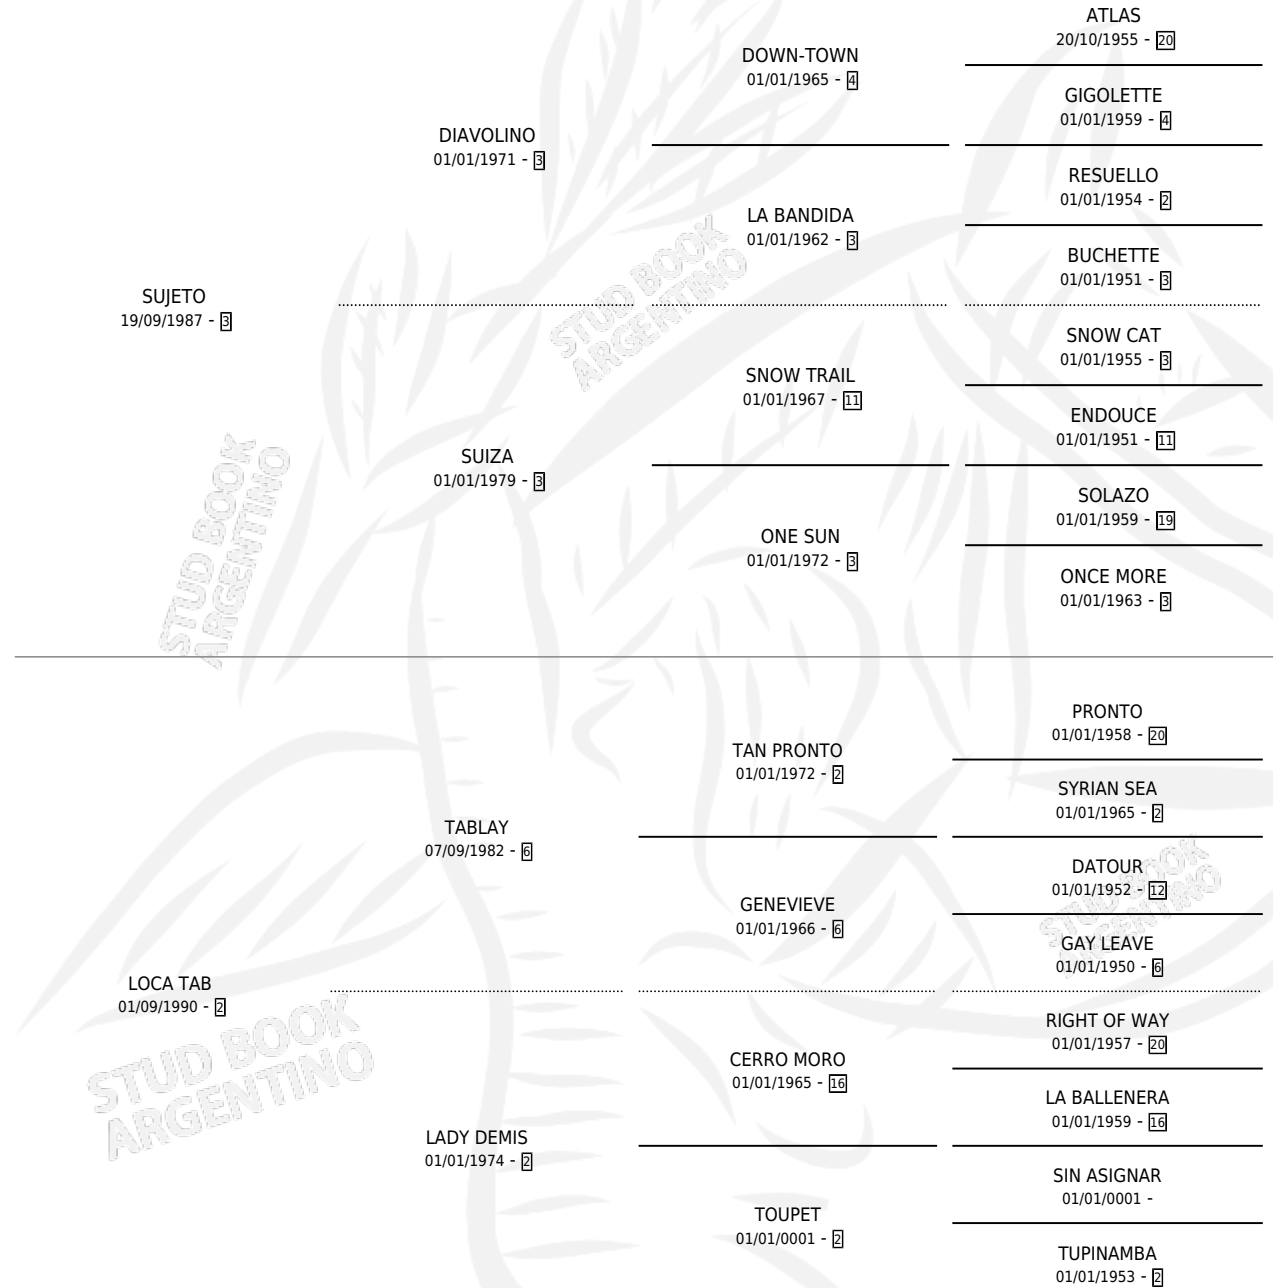 ATLAS
20/10/1955 - 20
DOWN-TOWN
01/01/1965 - 4
GIGOLETTE
01/01/1959 - 4
DIAVOLINO
01/01/1971 - 3
RESUELLO
01/01/1954 - 2
LA BANDIDA
01/01/1962 - 3
BUCHETTE
01/01/1951 - 3
SUJETO
19/09/1987 - 3
SNOW CAT
01/01/1955 - 3
SNOW TRAIL
01/01/1967 - 11
ENDOUCE
01/01/1951 - 11
SUIZA
01/01/1979 - 3
SOLAZO
01/01/1959 - 19
ONE SUN
01/01/1972 - 3
ONCE MORE
01/01/1963 - 3
PRONTO
01/01/1958 - 20
TAN PRONTO
01/01/1972 - 2
SYRIAN SEA
01/01/1965 - 2
TABLAY
07/09/1982 - 6
DATOUR
01/01/1952 - 12
GENEVIEVE
01/01/1966 - 6
GAY LEAVE
01/01/1950 - 6
LOCA TAB
01/09/1990 - 2
RIGHT OF WAY
01/01/1957 - 20
CERRO MORO
01/01/1965 - 16
LA BALLENERA
01/01/1959 - 16
LADY DEMIS
01/01/1974 - 2
SIN ASIGNAR
01/01/0001 -
TOUPET
01/01/0001 - 2
TUPINAMBA
01/01/1953 - 2
STUD BOOK
ARGENTINO
STUD BOOK
ARGENTINO
STUD BOOK
ARGENTINO
STUD BOOK
ARGENTINO